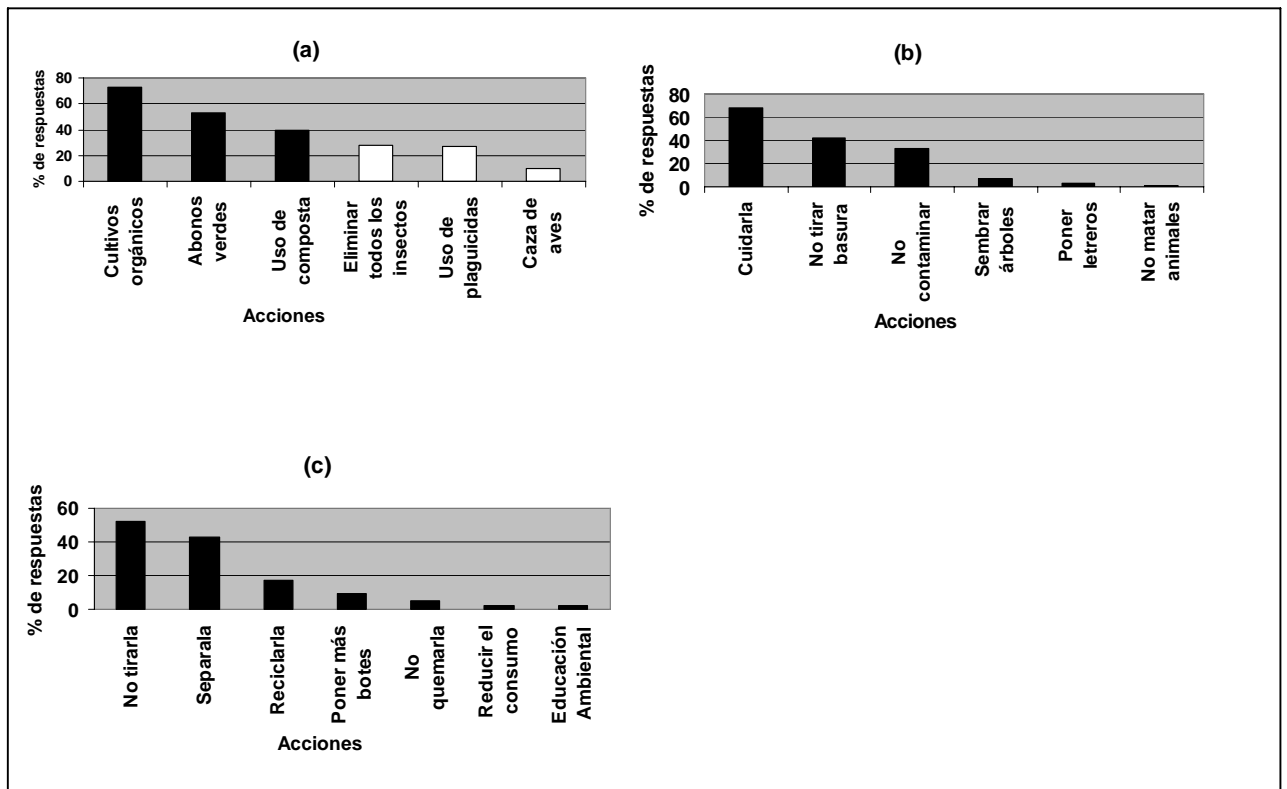 (a)
% de respuestas
80
60
40
20
0
Cultivos
orgánicos
Abonos
verdes
Uso de
composta
Eliminar
todos los
insectos
Uso de
plaguicidas
Caza de
aves
Acciones
(b)
% de respuestas
80
60
40
20
0
Cuidarla
No tirar
basura
No
contaminar
Sembrar
árboles
Poner
letreros
No matar
animales
Acciones
(c)
% de respuestas
60
40
20
0
No tirarla
Separala
Reciclarla
Poner más
botes
No
quemarla
Reducir el
consumo
Educación
Ambiental
Acciones